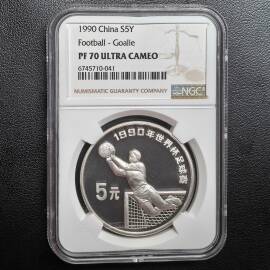 1990 China S5Y
Football - Goalie
PF 70 ULTRA CAMEO
6745710-041
NUMISMATIC GUARANTY COMPANY
NGC
1990年世界杯足球赛
5元